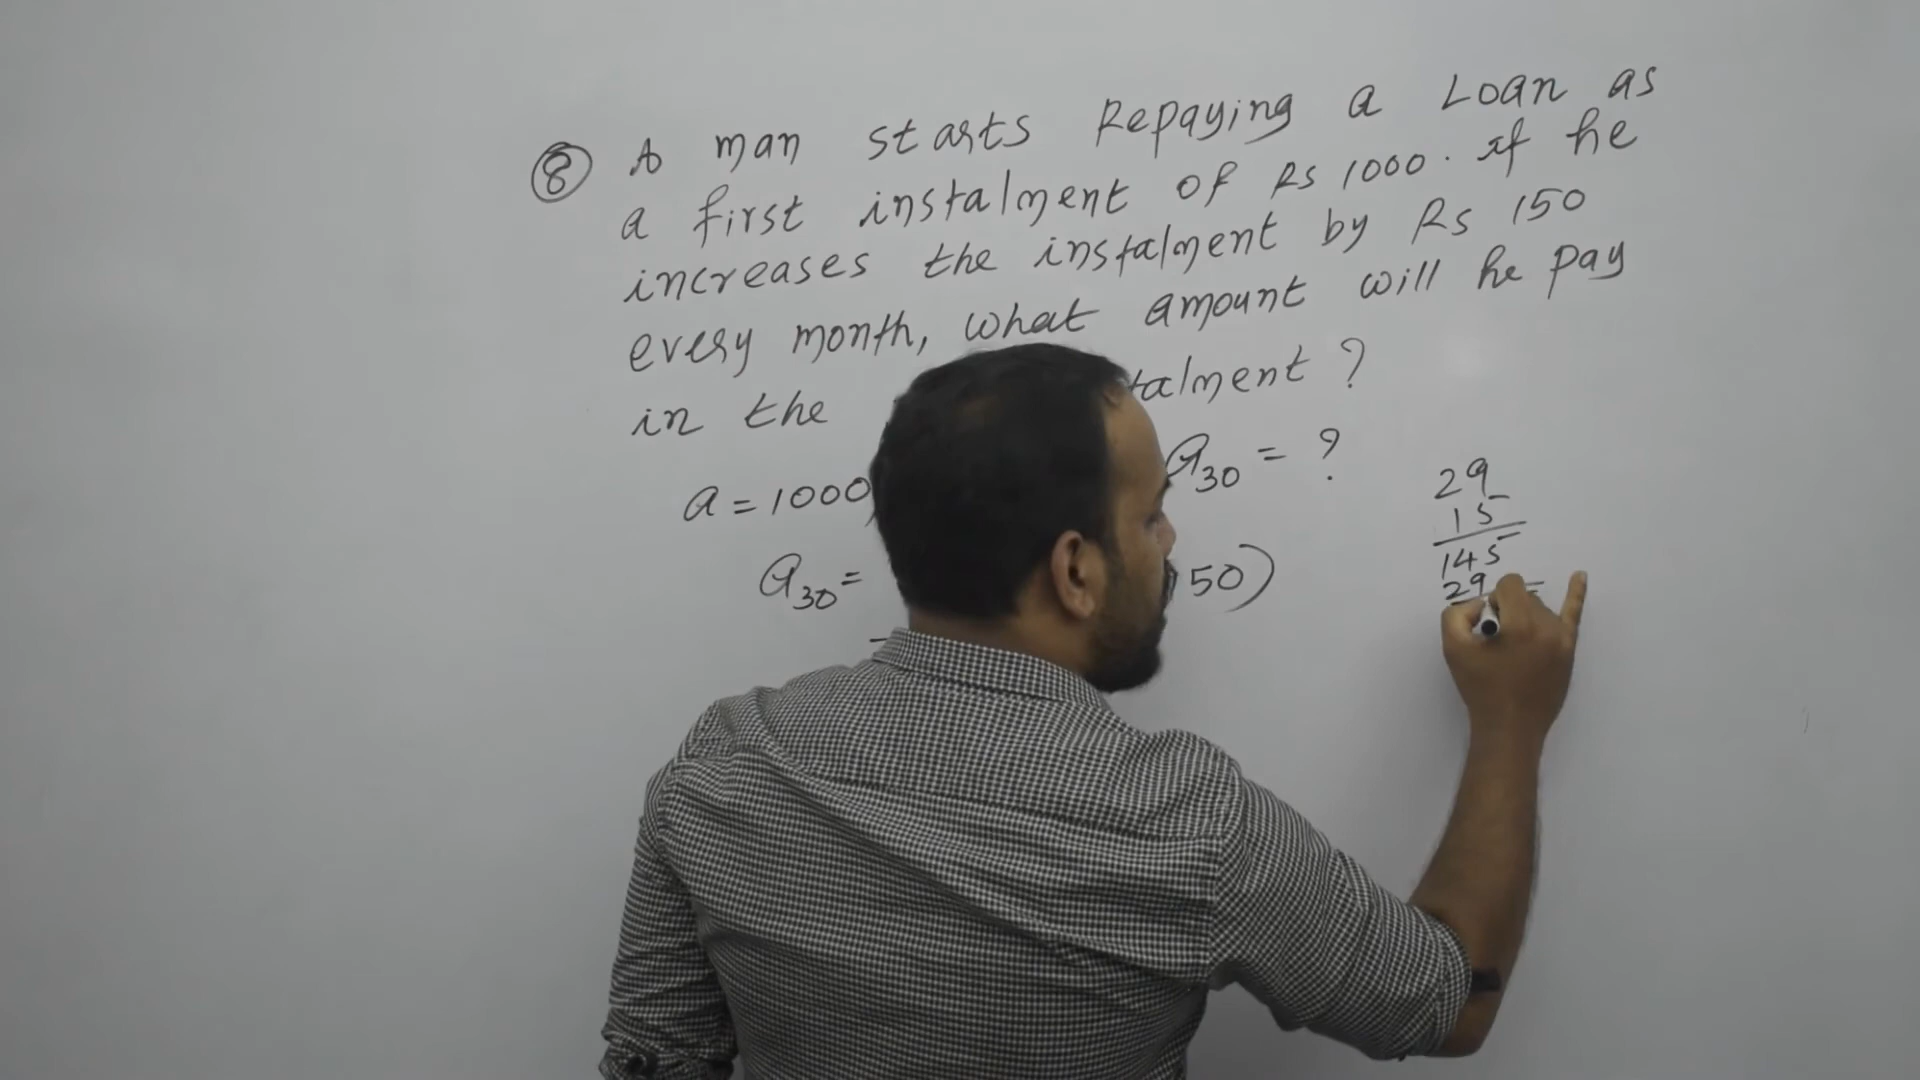 ⑧ A man starts Repaying a Loan as
a first instalment of Rs 1000. If he
increases the instalment by Rs 150
every month, what amount will he pay
in the talment ?
a = 1000, a30 = ?
a30 = 50)
29
15
145
29